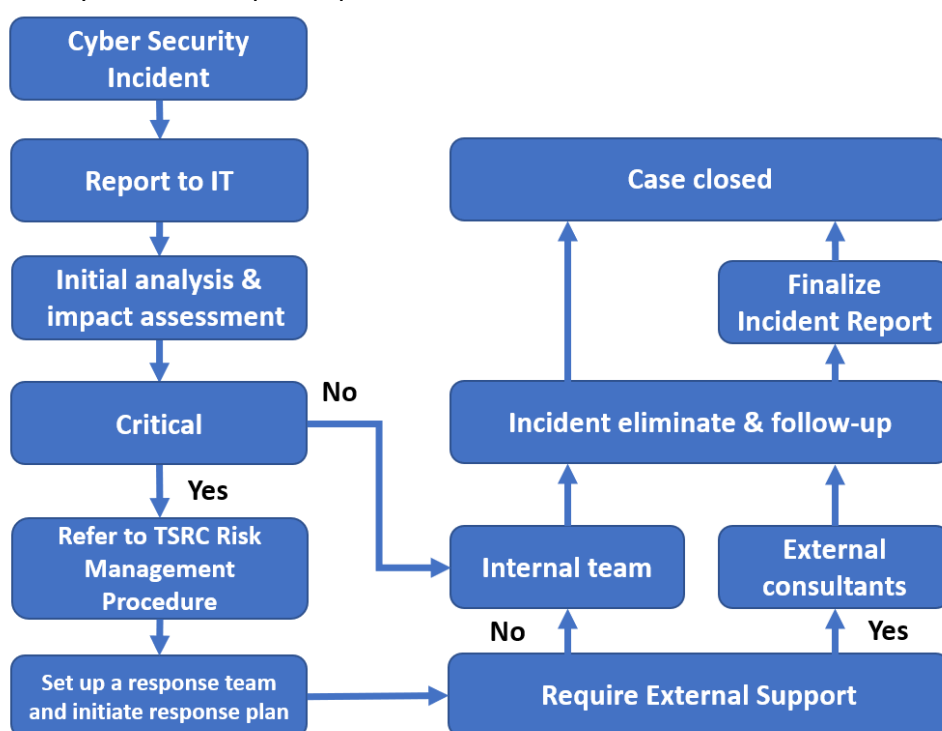 Cyber Security
Incident
Report to IT
Initial analysis &
impact assessment
Critical
No
Yes
Refer to TSRC Risk
Management
Procedure
Set up a response team
and initiate response plan
Case closed
Finalize
Incident Report
Incident eliminate & follow-up
Internal team
External
consultants
No
Yes
Require External Support